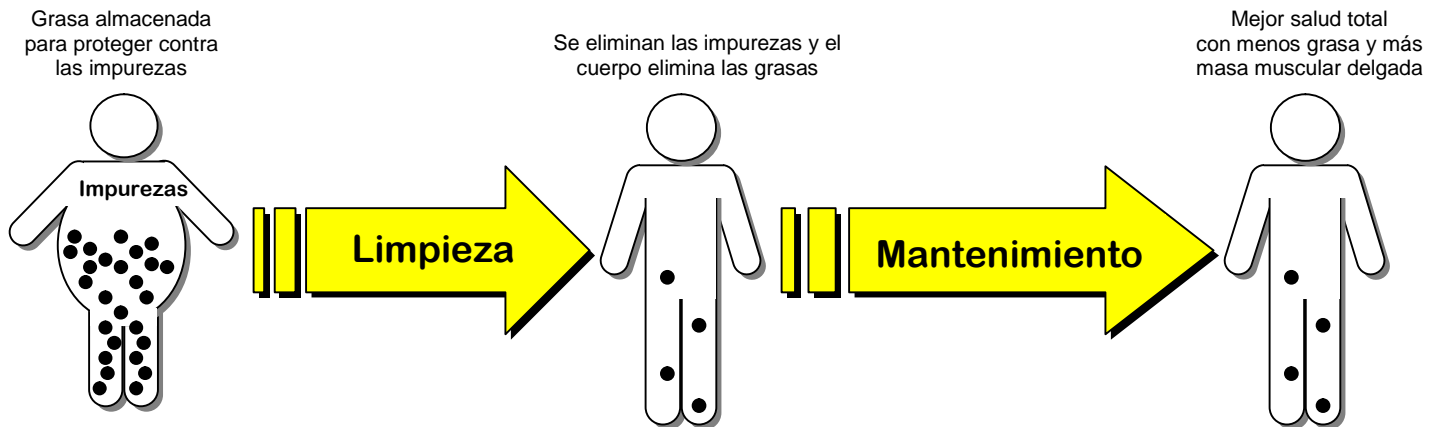 Grasa almacenada
para proteger contra
las impurezas
Impurezas
Limpieza
Se eliminan las impurezas y el
cuerpo elimina las grasas
Mantenimiento
Mejor salud total
con menos grasa y más
masa muscular delgada